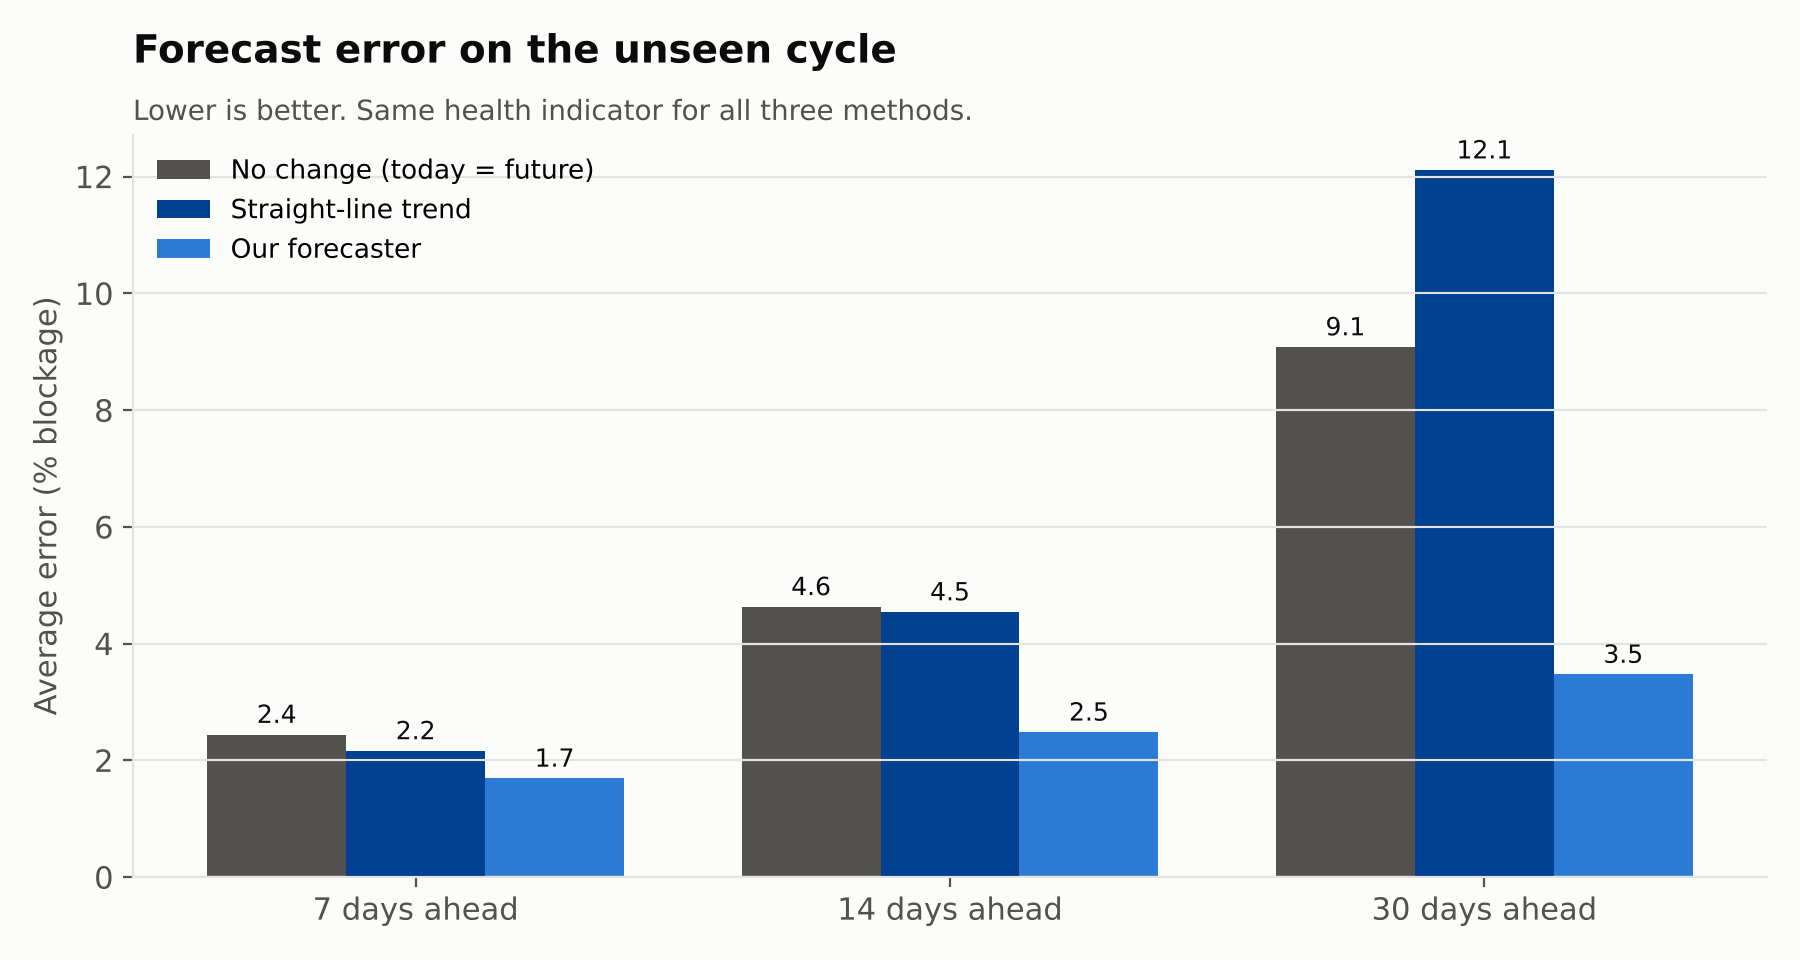 Forecast error on the unseen cycle
Lower is better. Same health indicator for all three methods.
No change (today = future)
Straight-line trend
Our forecaster
Average error (% blockage)
12
10
8
6
4
2
0
2.4
2.2
1.7
4.6
4.5
2.5
9.1
12.1
3.5
7 days ahead
14 days ahead
30 days ahead